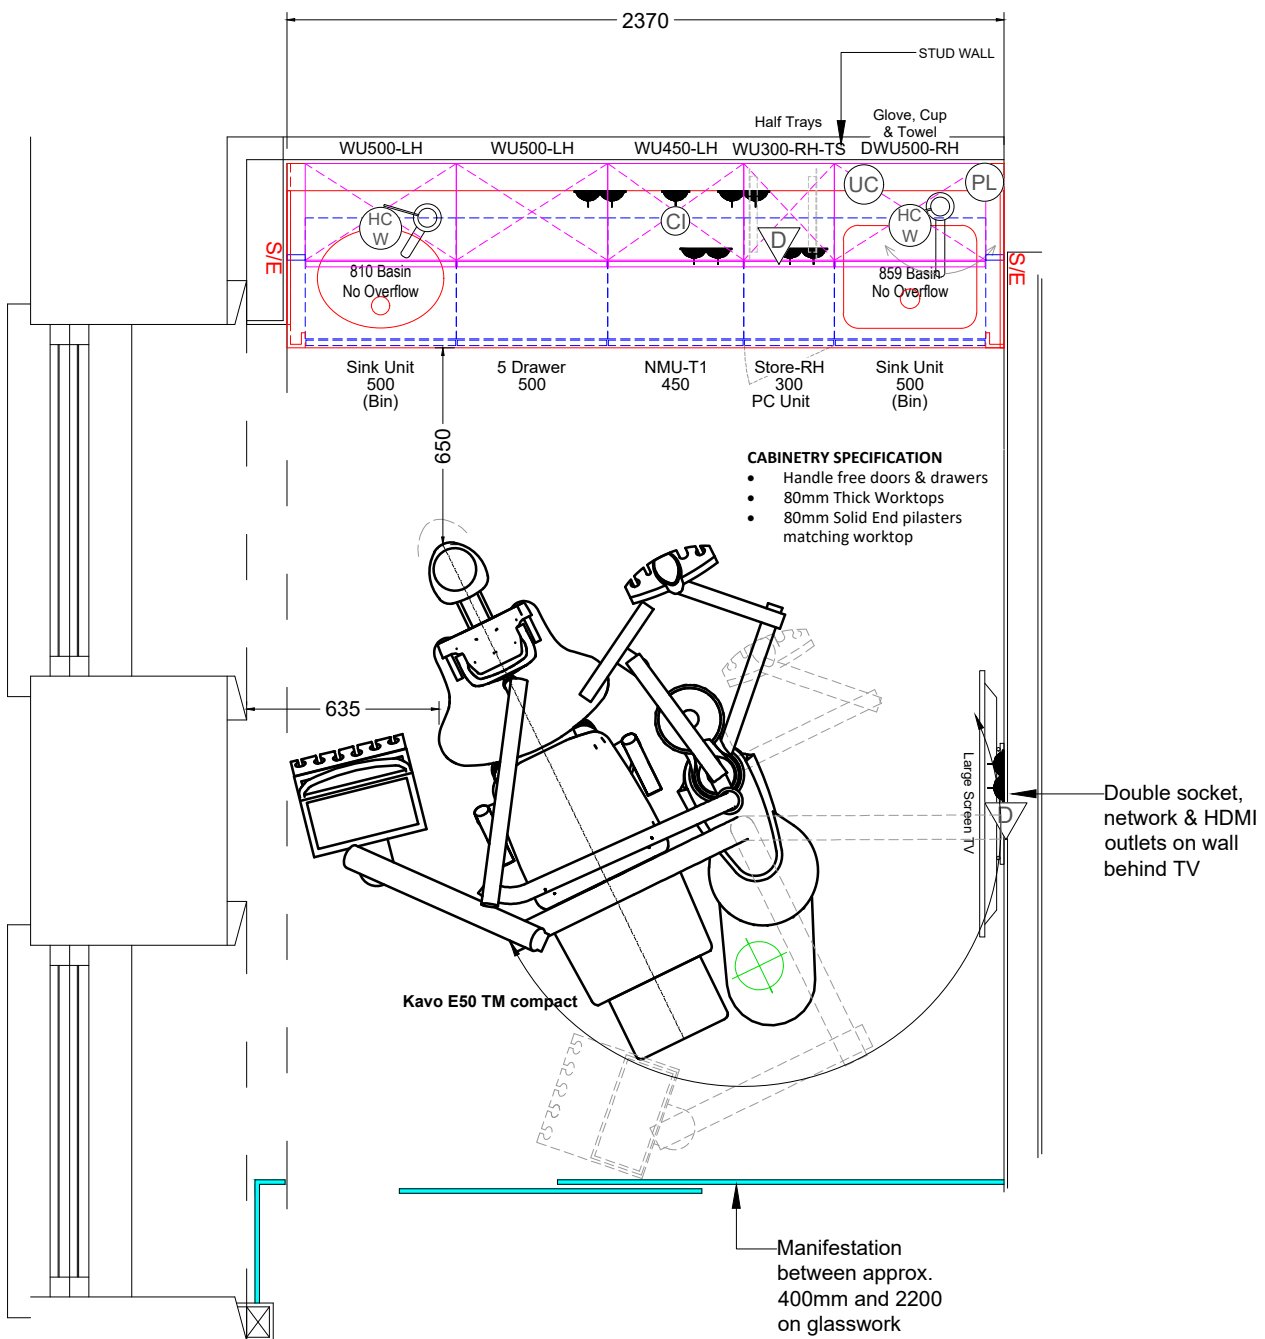 2370
STUD WALL
Half Trays
Glove, Cup
& Towel
WU500-LH
WU500-LH
WU450-LH
WU300-RH-TS
DWU500-RH
UC
PL
HC
W
CI
D
HC
W
S/E
S/E
810 Basin
No Overflow
859 Basin
No Overflow
Sink Unit
500
(Bin)
5 Drawer
500
NMU-T1
450
Store-RH
300
PC Unit
Sink Unit
500
(Bin)
650
CABINETRY SPECIFICATION
• Handle free doors & drawers
• 80mm Thick Worktops
• 80mm Solid End pilasters
matching worktop
635
Large Screen TV
D
Double socket,
network & HDMI
outlets on wall
behind TV
Kavo E50 TM compact
Manifestation
between approx.
400mm and 2200
on glasswork